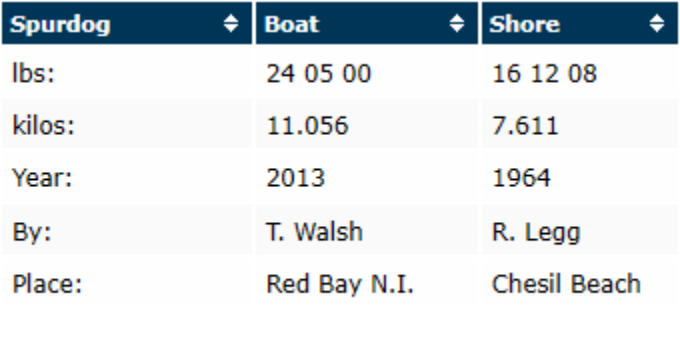 Spurdog Boat Shore
lbs: 24 05 00 16 12 08
kilos: 11.056 7.611
Year: 2013 1964
By: T. Walsh R. Legg
Place: Red Bay N.I. Chesil Beach